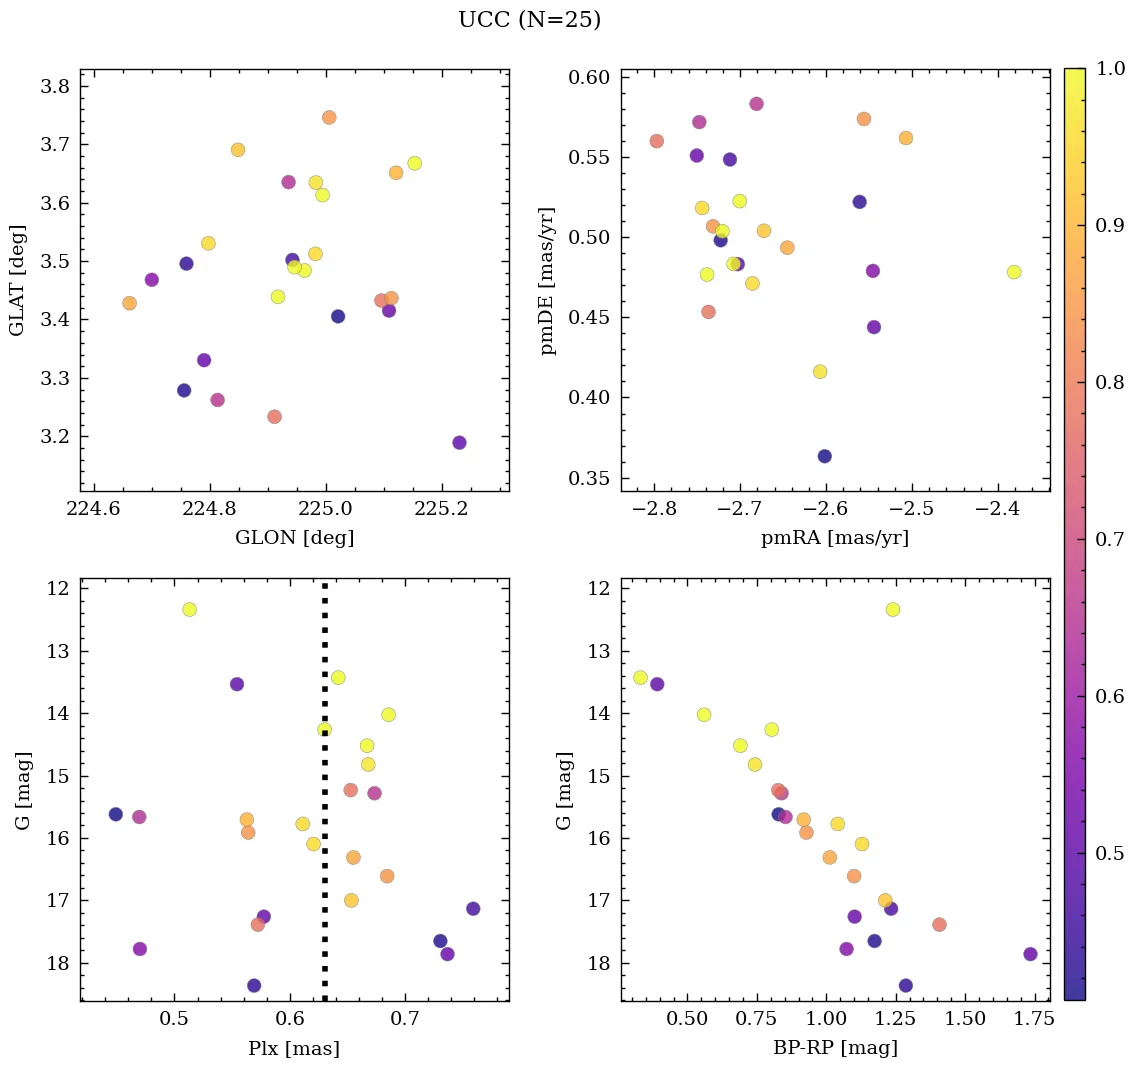 UCC (N=25)
3.8
3.7
3.6
3.5
3.4
3.3
3.2
GLAT [deg]
224.6 224.8 225.0 225.2
GLON [deg]
0.60
0.55
0.50
0.45
0.40
0.35
pmDE [mas/yr]
−2.8 −2.7 −2.6 −2.5 −2.4
pmRA [mas/yr]
1.0
0.9
0.8
0.7
0.6
0.5
12
13
14
15
16
17
18
G [mag]
0.5 0.6 0.7
Plx [mas]
12
13
14
15
16
17
18
G [mag]
0.50 0.75 1.00 1.25 1.50 1.75
BP-RP [mag]